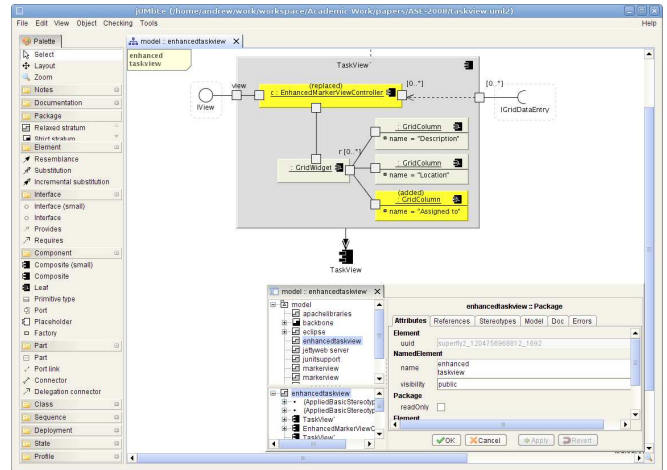 jUMbLe (/home/andrew/work/workspace/Academic Work/papers/ASE-2008/taskview.uml2)
File Edit View Object Checking Tools Help
Palette
Select
Layout
Zoom
Notes
Documentation
Package
Relaxed stratum
Strict stratum
Element
Resemblance
Substitution
Incremental substitution
Interface
Interface (small)
Interface
Provides
Requires
Component
Composite (small)
Composite
Leaf
Primitive type
Port
Placeholder
Factory
Part
Part
Port link
Connector
Delegation connector
Class
Sequence
Deployment
State
Profile
model :: enhancedtaskview X
enhanced
taskview
TaskView´
view
IView
(replaced)
c : EnhancedMarkerViewController
[0..*]
[0..*]
IGridDataEntry
: GridColumn
name = "Description"
r [0..*]
: GridWidget
: GridColumn
name = "Location"
(added)
: GridColumn
name = "Assigned to"
TaskView
model :: enhancedtaskview X
model
apachelibraries
backbone
eclipse
enhancedtaskview
jettyweb server
junitsupport
markerview
markerview
enhancedtaskview
(AppliedBasicStereotyp
(AppliedBasicStereotyp
TaskView´
EnhancedMarkerViewC
TaskView´
enhancedtaskview :: Package
Attributes References Stereotypes Model Doc Errors
Element
uuid superfly2_1204756968812_1692
NamedElement
name enhanced
taskview
visibility public
Package
readOnly
Element
OK Cancel Apply Revert